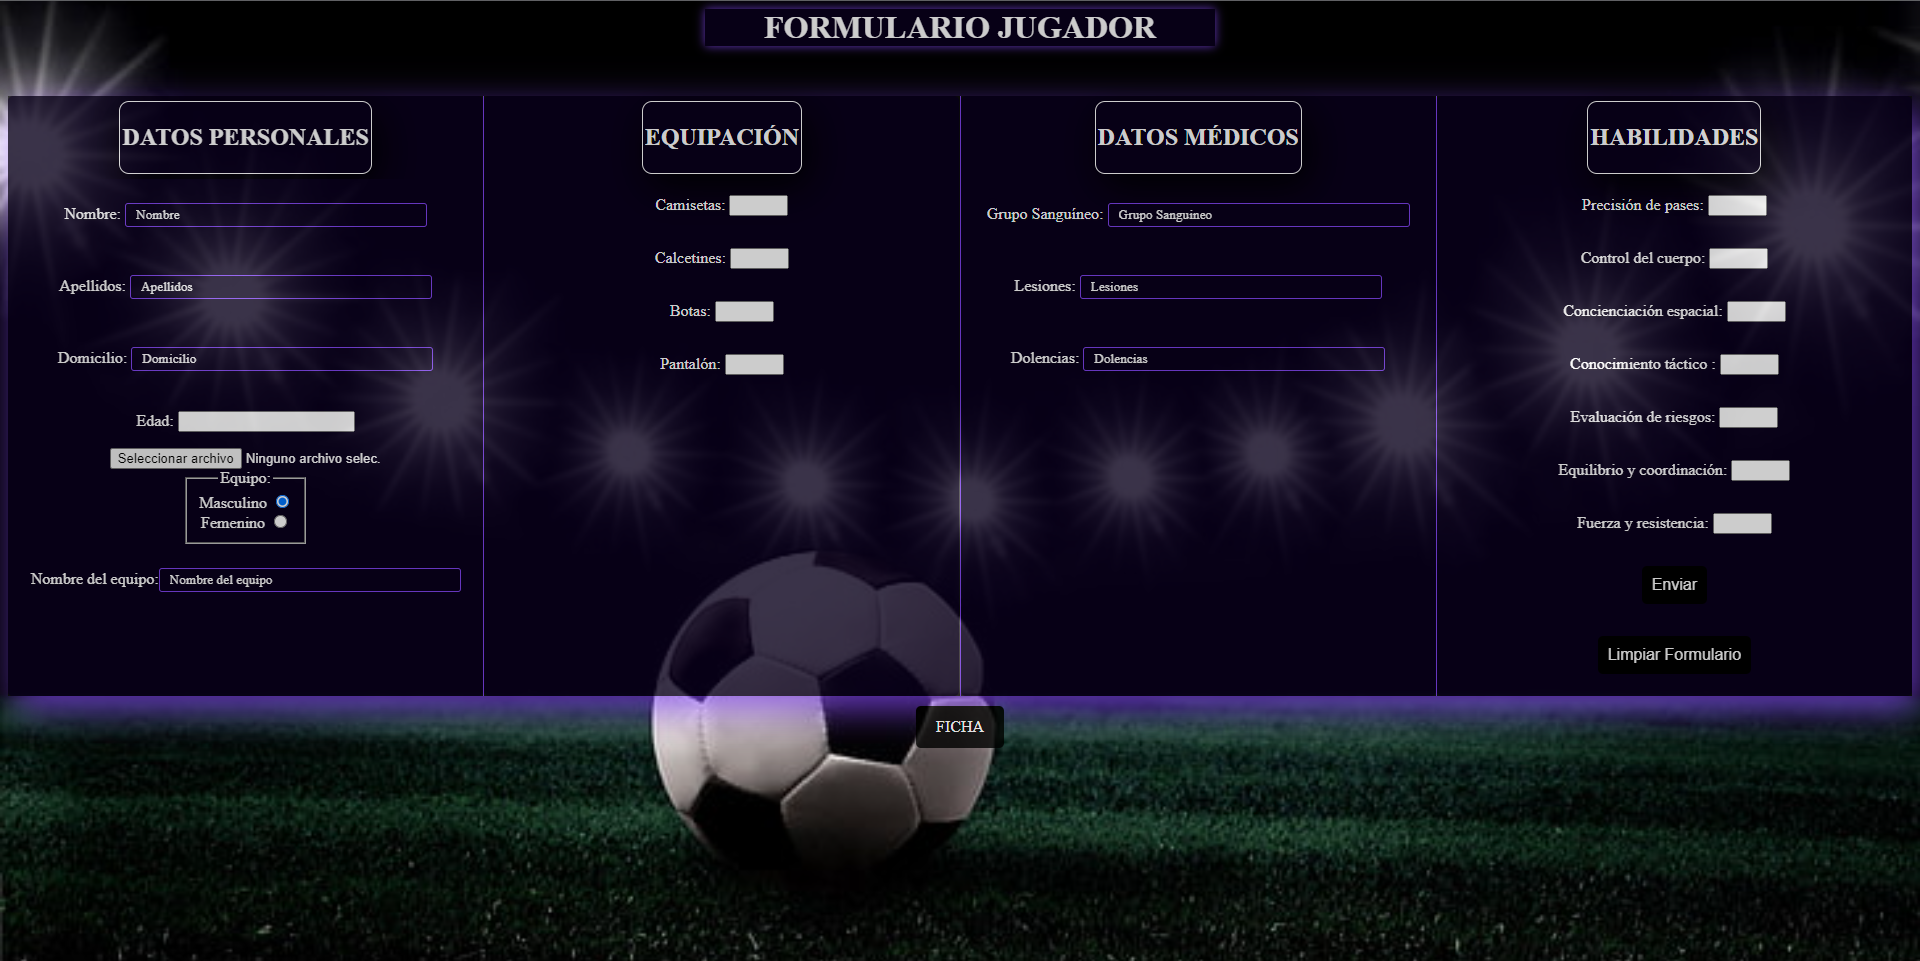 FORMULARIO JUGADOR
DATOS PERSONALES
Nombre: Nombre
Apellidos: Apellidos
Domicilio: Domicilio
Edad:
Seleccionar archivo Ninguno archivo selec.
Equipo:
Masculino
Femenino
Nombre del equipo: Nombre del equipo
EQUIPACIÓN
Camisetas:
Calcetines:
Botas:
Pantalón:
DATOS MÉDICOS
Grupo Sanguíneo: Grupo Sanguineo
Lesiones: Lesiones
Dolencias: Dolencias
HABILIDADES
Precisión de pases:
Control del cuerpo:
Concienciación espacial:
Conocimiento táctico :
Evaluación de riesgos:
Equilibrio y coordinación:
Fuerza y resistencia:
Enviar
Limpiar Formulario
FICHA